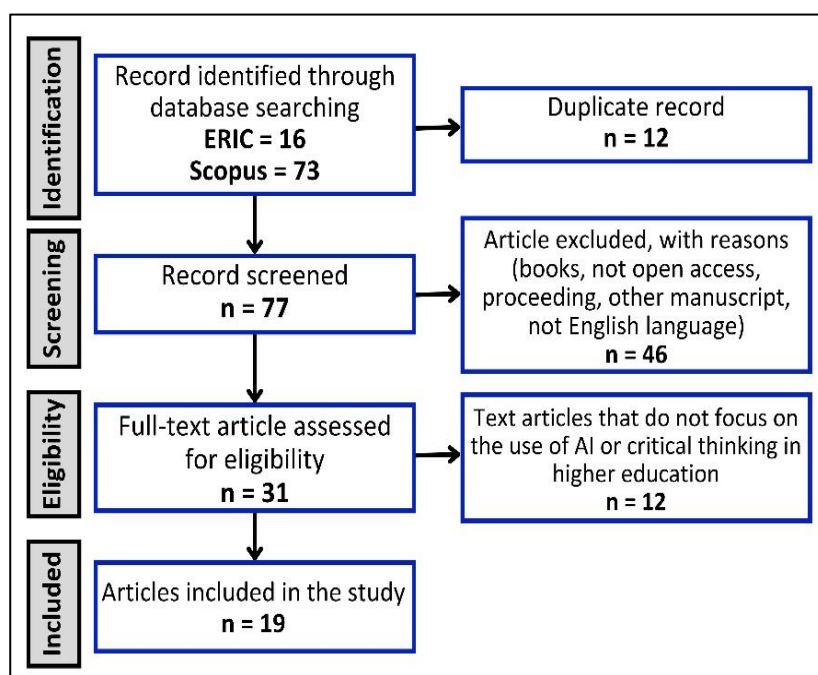 Identification
Record identified through
database searching
ERIC = 16
Scopus = 73
Duplicate record
n = 12
Screening
Record screened
n = 77
Article excluded, with reasons
(books, not open access,
proceeding, other manuscript,
not English language)
n = 46
Eligibility
Full-text article assessed
for eligibility
n = 31
Text articles that do not focus on
the use of AI or critical thinking in
higher education
n = 12
Included
Articles included in the study
n = 19